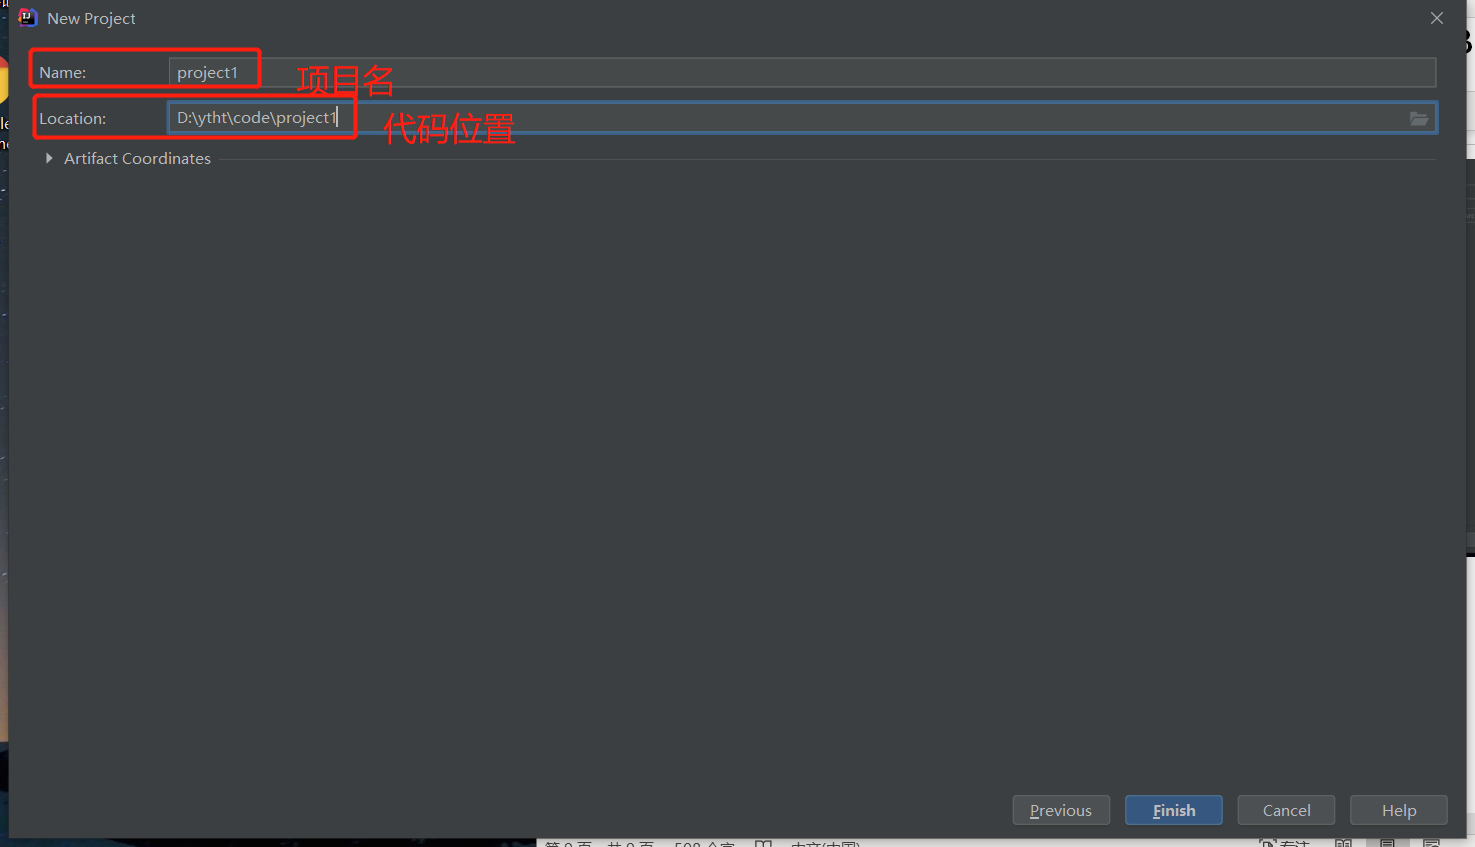 New Project
Name: project1 项目名
Location: D:\ytht\code\project1 代码位置
Artifact Coordinates
Previous Finish Cancel Help